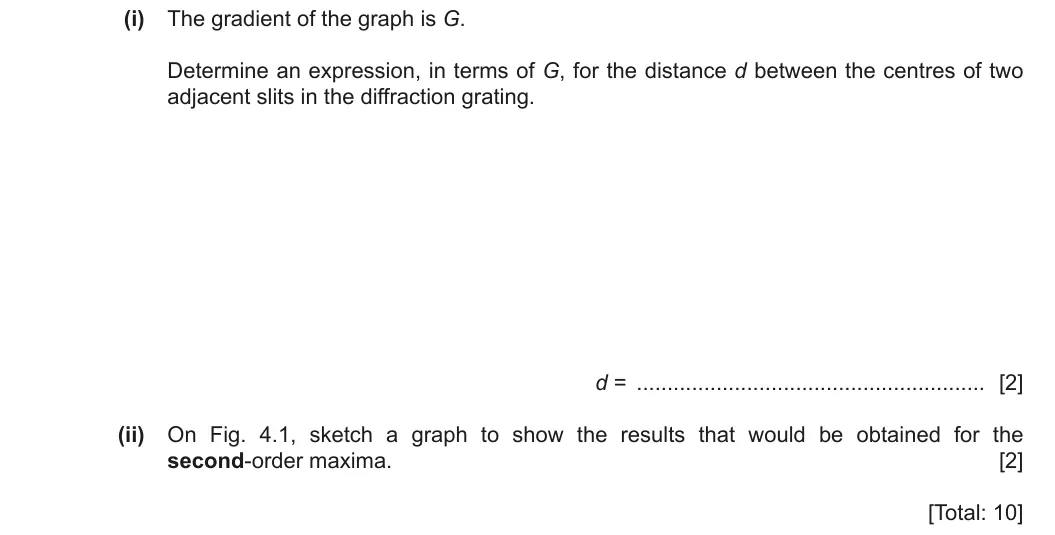 (i) The gradient of the graph is G.
Determine an expression, in terms of G, for the distance d between the centres of two
adjacent slits in the diffraction grating.
d = ......................................................... [2]
(ii) On Fig. 4.1, sketch a graph to show the results that would be obtained for the
second-order maxima. [2]
[Total: 10]